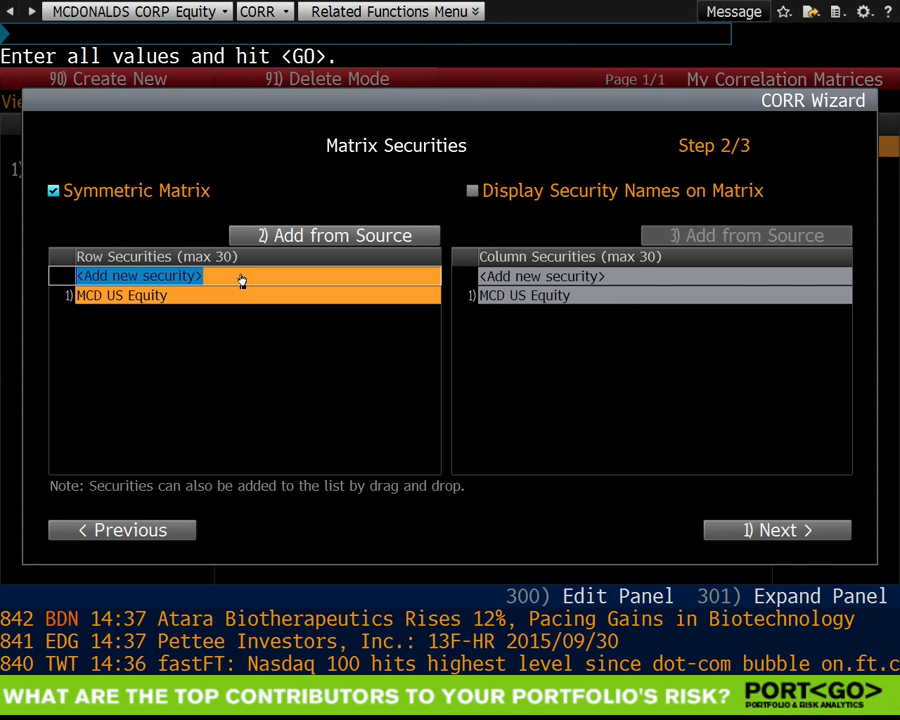 MCDONALDS CORP Equity CORR Related Functions Menu Message ?
Enter all values and hit <GO>.
90) Create New 91) Delete Mode Page 1/1 My Correlation Matrices
Vie
CORR Wizard
Matrix Securities Step 2/3
1)
Symmetric Matrix Display Security Names on Matrix
2) Add from Source 3) Add from Source
Row Securities (max 30) Column Securities (max 30)
<Add new security> <Add new security>
1) MCD US Equity 1) MCD US Equity
Note: Securities can also be added to the list by drag and drop.
< Previous 1) Next >
300) Edit Panel 301) Expand Panel
842 BDN 14:37 Atara Biotherapeutics Rises 12%, Pacing Gains in Biotechnology
841 EDG 14:37 Pettee Investors, Inc.: 13F-HR 2015/09/30
840 TWT 14:36 fastFT: Nasdaq 100 hits highest level since dot-com bubble on.ft.c
WHAT ARE THE TOP CONTRIBUTORS TO YOUR PORTFOLIO'S RISK? PORT<GO>
PORTFOLIO & RISK ANALYTICS